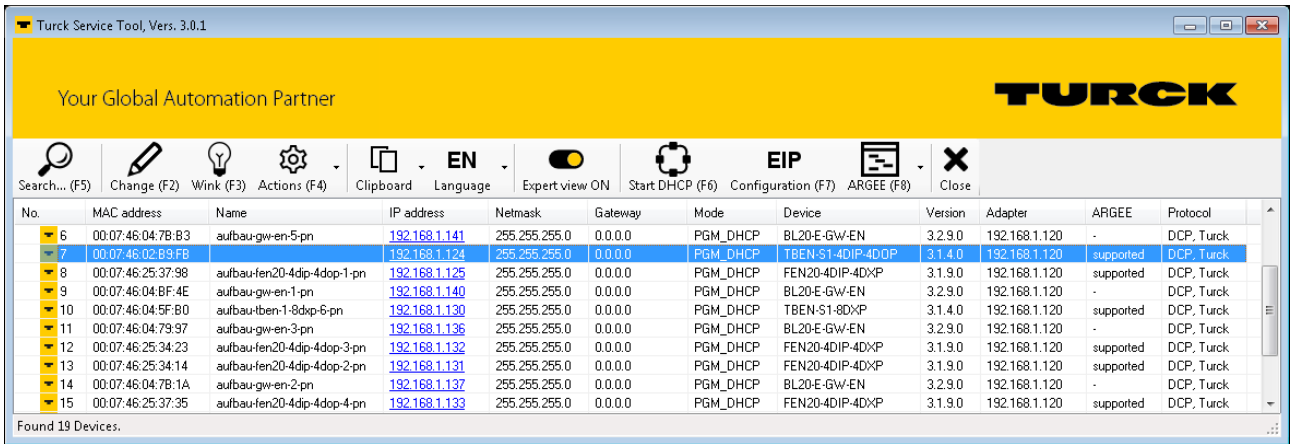 Turck Service Tool, Vers. 3.0.1
Your Global Automation Partner
TURCK
EN EIP
Search... (F5) Change (F2) Wink (F3) Actions (F4) Clipboard Language Expert view ON Start DHCP (F6) Configuration (F7) ARGEE (F8) Close
No. MAC address Name IP address Netmask Gateway Mode Device Version Adapter ARGEE Protocol
6 00:07:46:04:7B:B3 aufbau-gw-en-5-pn 192.168.1.141 255.255.255.0 0.0.0.0 PGM_DHCP BL20-E-GW-EN 3.2.9.0 192.168.1.120 - DCP, Turck
7 00:07:46:02:B9:FB 192.168.1.124 255.255.255.0 0.0.0.0 PGM_DHCP TBEN-S1-4DIP-4DOP 3.1.4.0 192.168.1.120 supported DCP, Turck
8 00:07:46:25:37:98 aufbau-fen20-4dip-4dop-1-pn 192.168.1.125 255.255.255.0 0.0.0.0 PGM_DHCP FEN20-4DIP-4DXP 3.1.9.0 192.168.1.120 supported DCP, Turck
9 00:07:46:04:BF:4E aufbau-gw-en-1-pn 192.168.1.140 255.255.255.0 0.0.0.0 PGM_DHCP BL20-E-GW-EN 3.2.9.0 192.168.1.120 - DCP, Turck
10 00:07:46:04:5F:B0 aufbau-tben-1-8dxp-6-pn 192.168.1.130 255.255.255.0 0.0.0.0 PGM_DHCP TBEN-S1-8DXP 3.1.4.0 192.168.1.120 supported DCP, Turck
11 00:07:46:04:79:97 aufbau-gw-en-3-pn 192.168.1.136 255.255.255.0 0.0.0.0 PGM_DHCP BL20-E-GW-EN 3.2.9.0 192.168.1.120 - DCP, Turck
12 00:07:46:25:34:23 aufbau-fen20-4dip-4dop-3-pn 192.168.1.132 255.255.255.0 0.0.0.0 PGM_DHCP FEN20-4DIP-4DXP 3.1.9.0 192.168.1.120 supported DCP, Turck
13 00:07:46:25:34:14 aufbau-fen20-4dip-4dop-2-pn 192.168.1.131 255.255.255.0 0.0.0.0 PGM_DHCP FEN20-4DIP-4DXP 3.1.9.0 192.168.1.120 supported DCP, Turck
14 00:07:46:04:7B:1A aufbau-gw-en-2-pn 192.168.1.137 255.255.255.0 0.0.0.0 PGM_DHCP BL20-E-GW-EN 3.2.9.0 192.168.1.120 - DCP, Turck
15 00:07:46:25:37:35 aufbau-fen20-4dip-4dop-4-pn 192.168.1.133 255.255.255.0 0.0.0.0 PGM_DHCP FEN20-4DIP-4DXP 3.1.9.0 192.168.1.120 supported DCP, Turck
Found 19 Devices.